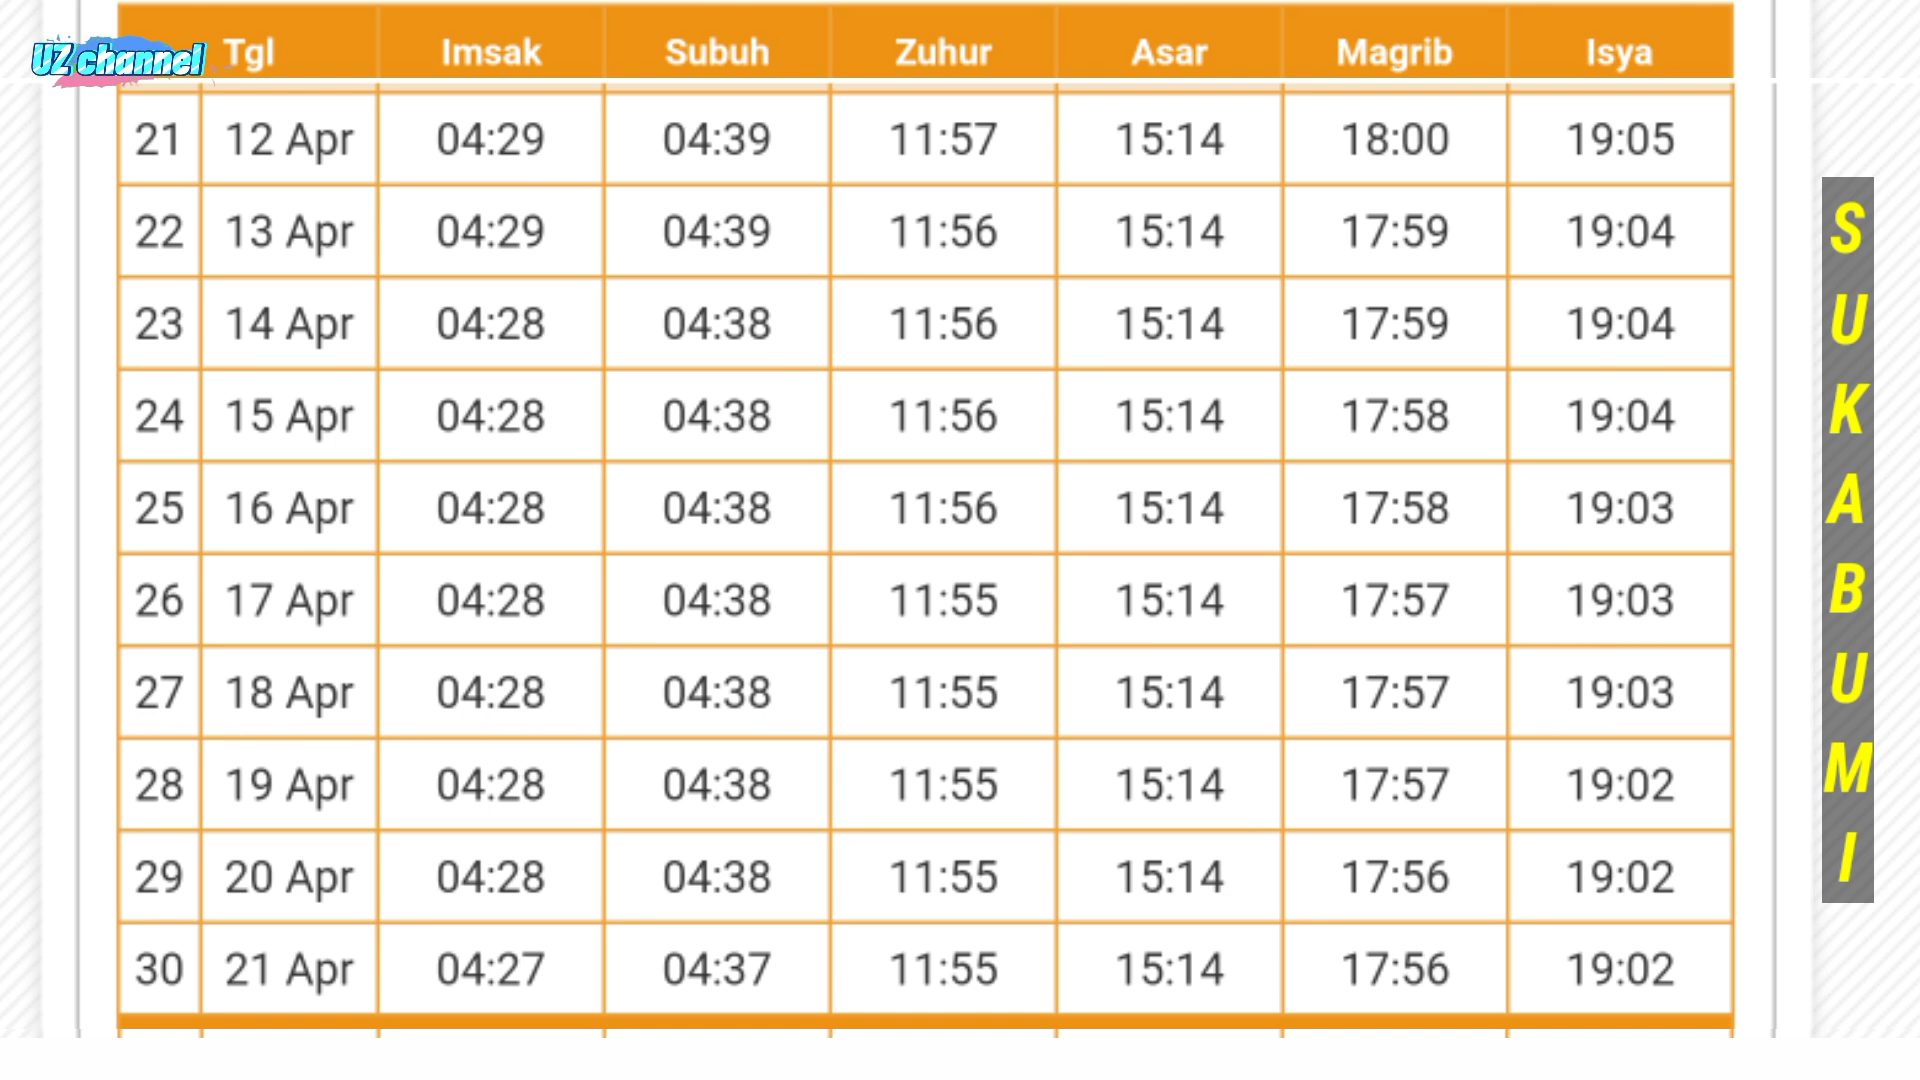 UZ channel
Tgl Imsak Subuh Zuhur Asar Magrib Isya
21 12 Apr 04:29 04:39 11:57 15:14 18:00 19:05
22 13 Apr 04:29 04:39 11:56 15:14 17:59 19:04
23 14 Apr 04:28 04:38 11:56 15:14 17:59 19:04
24 15 Apr 04:28 04:38 11:56 15:14 17:58 19:04
25 16 Apr 04:28 04:38 11:56 15:14 17:58 19:03
26 17 Apr 04:28 04:38 11:55 15:14 17:57 19:03
27 18 Apr 04:28 04:38 11:55 15:14 17:57 19:03
28 19 Apr 04:28 04:38 11:55 15:14 17:57 19:02
29 20 Apr 04:28 04:38 11:55 15:14 17:56 19:02
30 21 Apr 04:27 04:37 11:55 15:14 17:56 19:02
SUKABUMI